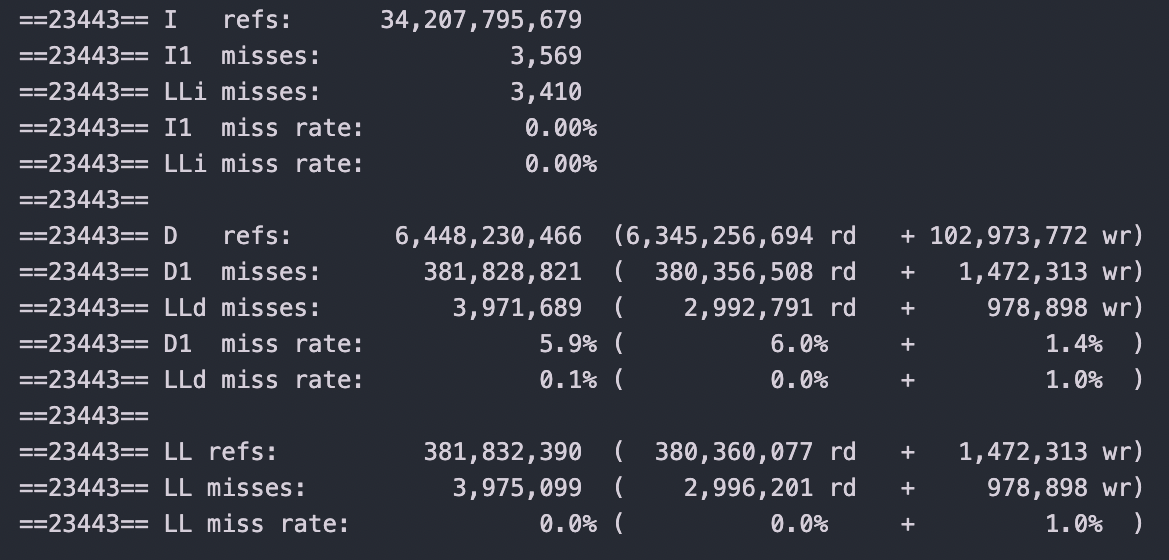 ==23443== I   refs:      34,207,795,679
==23443== I1  misses:             3,569
==23443== LLi misses:             3,410
==23443== I1  miss rate:           0.00%
==23443== LLi miss rate:           0.00%
==23443==
==23443== D   refs:       6,448,230,466  (6,345,256,694 rd   + 102,973,772 wr)
==23443== D1  misses:       381,828,821  (  380,356,508 rd   +   1,472,313 wr)
==23443== LLd misses:         3,971,689  (    2,992,791 rd   +     978,898 wr)
==23443== D1  miss rate:            5.9% (          6.0%     +         1.4%  )
==23443== LLd miss rate:            0.1% (          0.0%     +         1.0%  )
==23443==
==23443== LL refs:          381,832,390  (  380,360,077 rd   +   1,472,313 wr)
==23443== LL misses:          3,975,099  (    2,996,201 rd   +     978,898 wr)
==23443== LL miss rate:             0.0% (          0.0%     +         1.0%  )